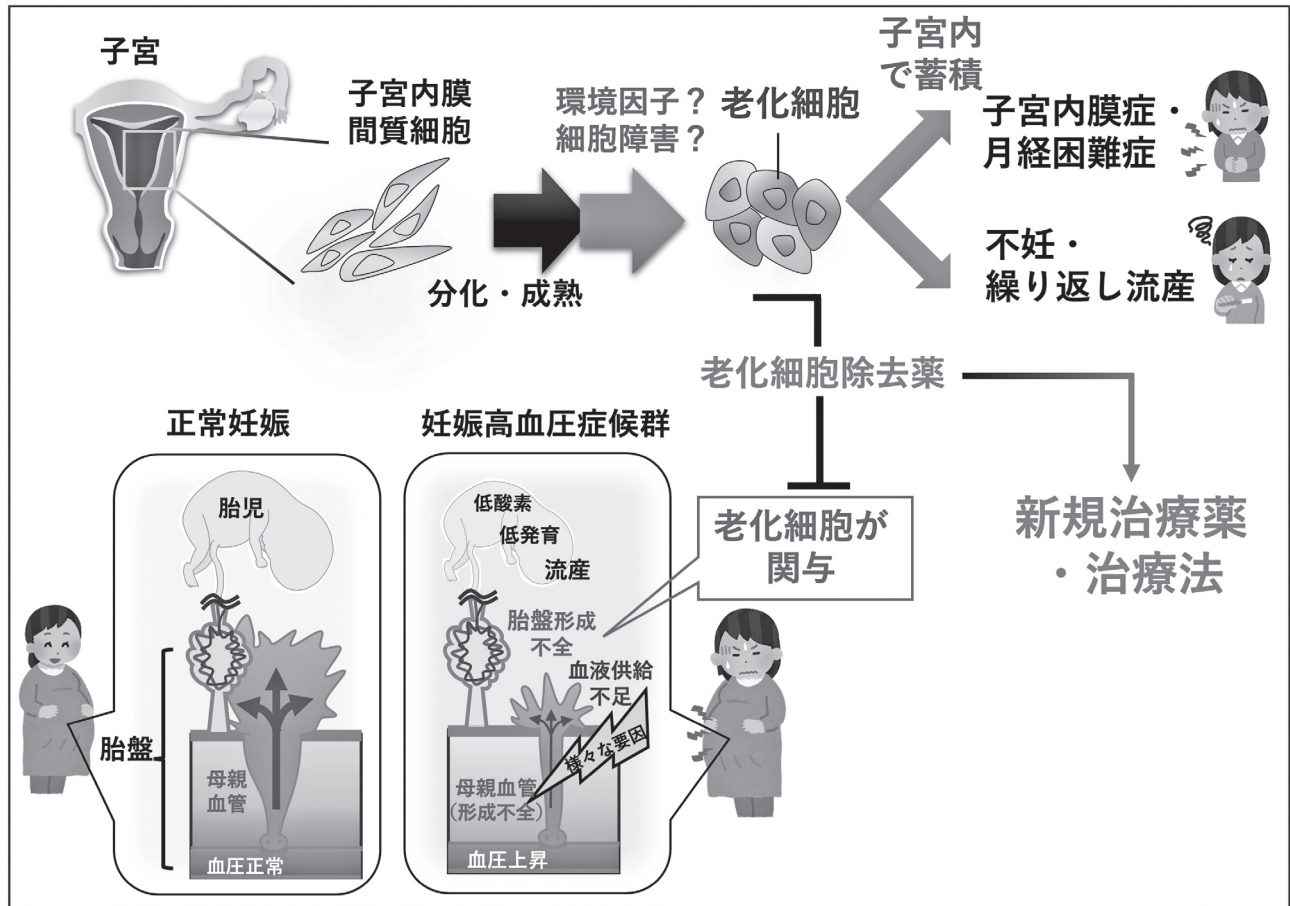 子宮
子宮内膜
間質細胞
環境因子？
細胞障害？
分化・成熟
老化細胞
子宮内
で蓄積
子宮内膜症・
月経困難症
不妊・
繰り返し流産
老化細胞除去薬
新規治療薬
・治療法
正常妊娠
胎児
胎盤
母親
血管
血圧正常
妊娠高血圧症候群
低酸素
低発育
流産
胎盤形成
不全
血液供給
不足
様々な要因
母親血管
(形成不全)
血圧上昇
老化細胞が
関与